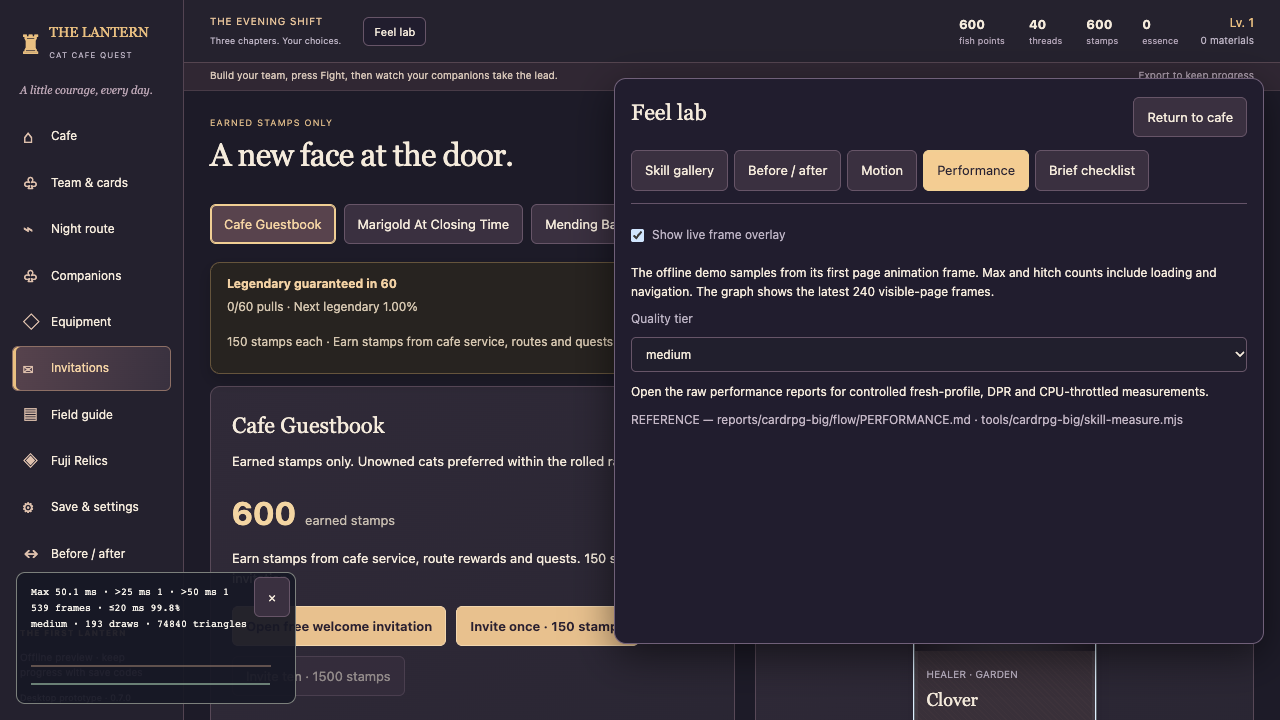 THE LANTERN
CAT CAFE QUEST
A little courage, every day.
Cafe
Team & cards
Night route
Companions
Equipment
Invitations
Field guide
Fuji Relics
Save & settings
Before / after
THE EVENING SHIFT
Three chapters. Your choices.
Feel lab
600
fish points
40
threads
600
stamps
0
essence
Lv. 1
0 materials
Build your team, press Fight, then watch your companions take the lead.
Export to keep progress
EARNED STAMPS ONLY
A new face at the door.
Cafe Guestbook
Marigold At Closing Time
Mending
Legendary guaranteed in 60
0/60 pulls · Next legendary 1.00%
150 stamps each · Earn stamps from cafe service, routes and quests
Cafe Guestbook
Earned stamps only. Unowned cats preferred within the rolled
600 earned stamps
Earn stamps from cafe service, route rewards and quests. 150
Open free welcome invitation
Invite once · 150
· 1500 stamps
HEALER · GARDEN
Clover
Feel lab
Return to cafe
Skill gallery
Before / after
Motion
Performance
Brief checklist
Show live frame overlay
The offline demo samples from its first page animation frame. Max and hitch counts include loading and
navigation. The graph shows the latest 240 visible-page frames.
Quality tier
medium
Open the raw performance reports for controlled fresh-profile, DPR and CPU-throttled measurements.
REFERENCE — reports/cardrpg-big/flow/PERFORMANCE.md · tools/cardrpg-big/skill-measure.mjs
Max 50.1 ms · >25 ms 1 · >50 ms 1
539 frames · ≤20 ms 99.8%
medium · 193 draws · 74840 triangles
×
THE FIRST LANTERN